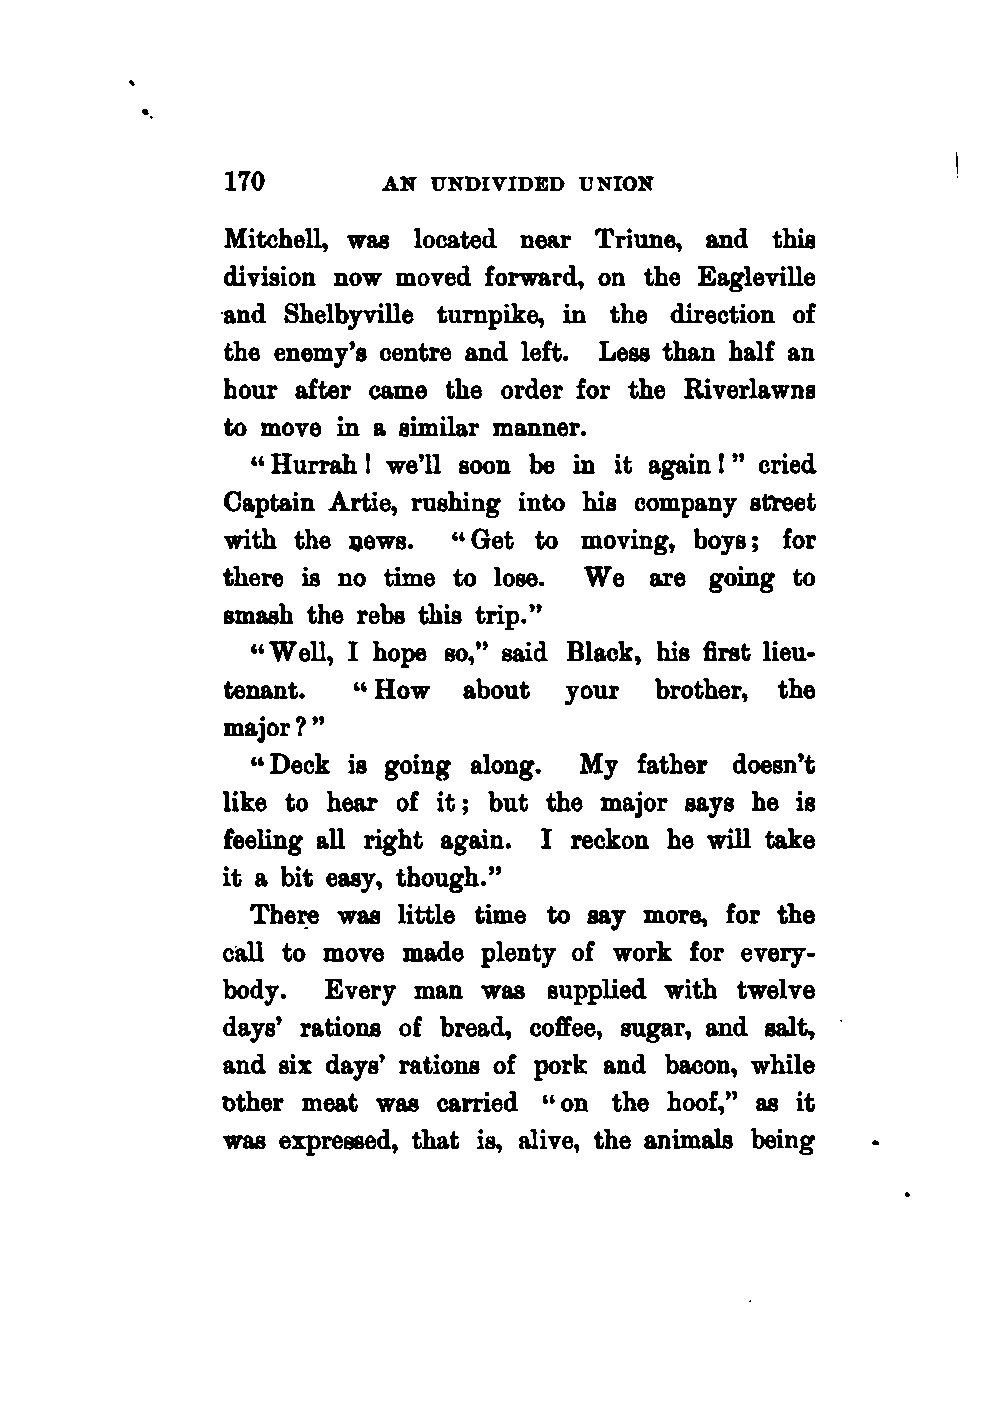 170 AN UNDIVIDED UNION
Mitchell, was located near Triune, and this
division now moved forward, on the Eagleville
and Shelbyville turnpike, in the direction of
the enemy's centre and left. Less than half an
hour after came the order for the Riverlawns
to move in a similar manner.
"Hurrah! we'll soon be in it again!" cried
Captain Artie, rushing into his company street
with the news. "Get to moving, boys; for
there is no time to lose. We are going to
smash the rebs this trip."
"Well, I hope so," said Black, his first lieu-
tenant. "How about your brother, the
major?"
"Deck is going along. My father doesn't
like to hear of it; but the major says he is
feeling all right again. I reckon he will take
it a bit easy, though."
There was little time to say more, for the
call to move made plenty of work for every-
body. Every man was supplied with twelve
days' rations of bread, coffee, sugar, and salt,
and six days' rations of pork and bacon, while
other meat was carried "on the hoof," as it
was expressed, that is, alive, the animals being